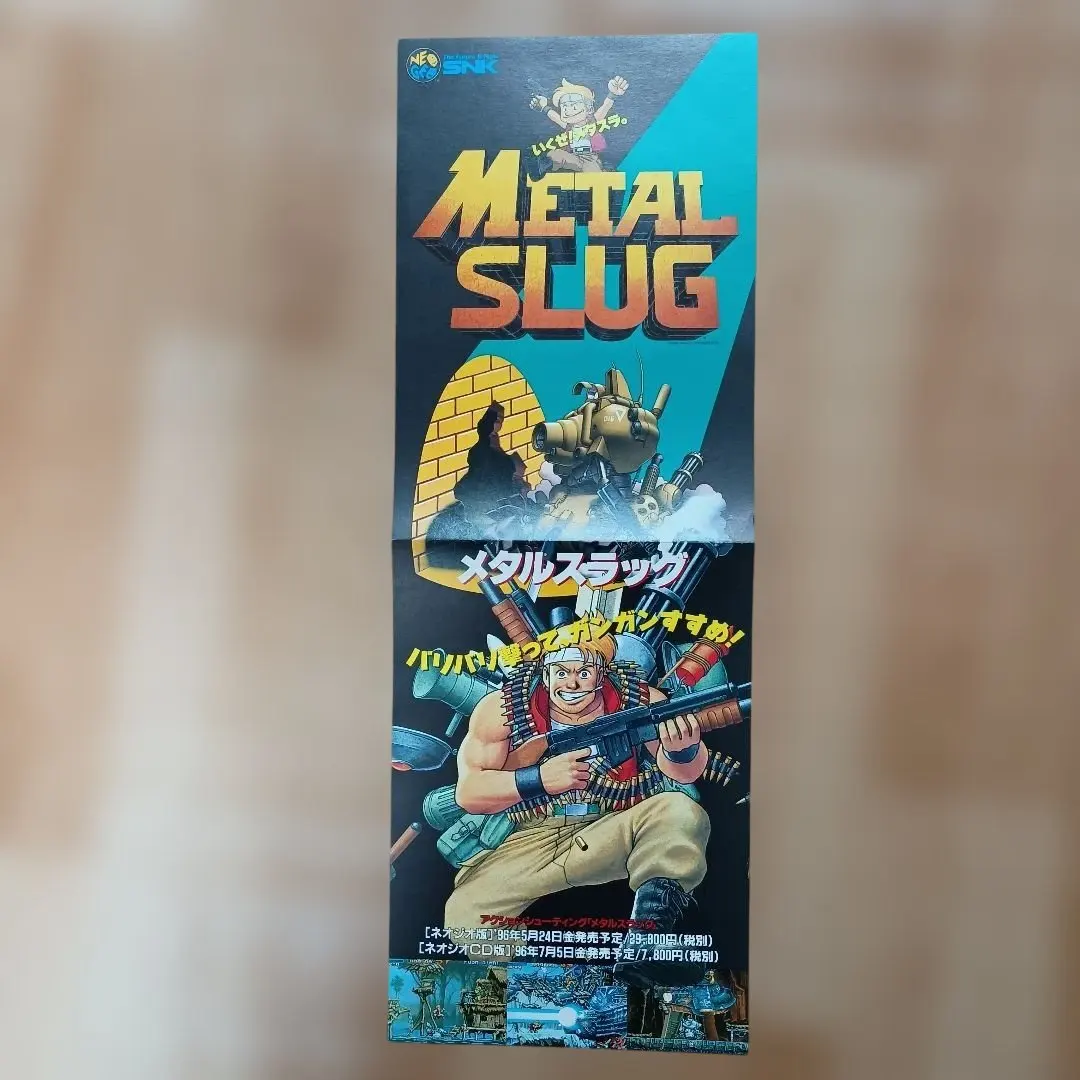 NEO GEO
The Future Is Now
SNK
いくぜ!メタスラ。
METAL
SLUG
メタルスラッグ
バリバリ撃って、ガンガンすすめ!
アクションシューティング「メタルスラッグ」
[ネオジオ版]'96年5月24日(金)発売予定/29,800円(税別)
[ネオジオCD版]'96年7月5日(金)発売予定/7,800円(税別)